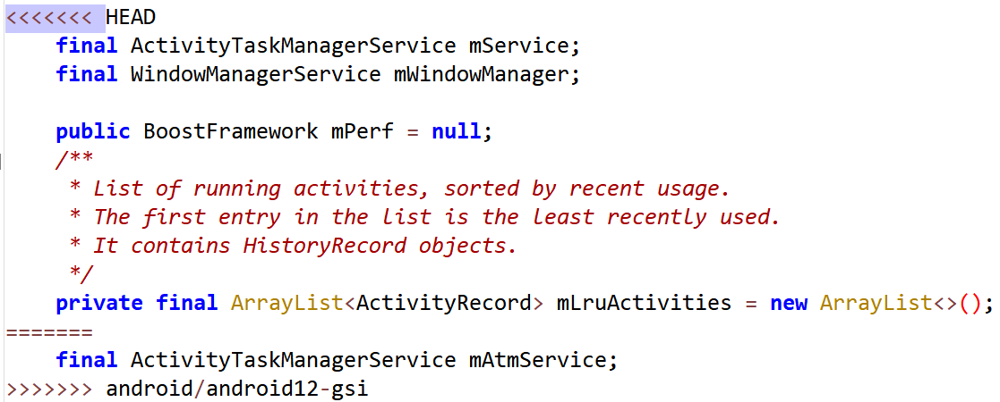 <<<<<<< HEAD
    final ActivityTaskManagerService mService;
    final WindowManagerService mWindowManager;

    public BoostFramework mPerf = null;
    /**
     * List of running activities, sorted by recent usage.
     * The first entry in the list is the least recently used.
     * It contains HistoryRecord objects.
     */
    private final ArrayList<ActivityRecord> mLruActivities = new ArrayList<>();
=======
    final ActivityTaskManagerService mAtmService;
>>>>>>> android/android12-gsi